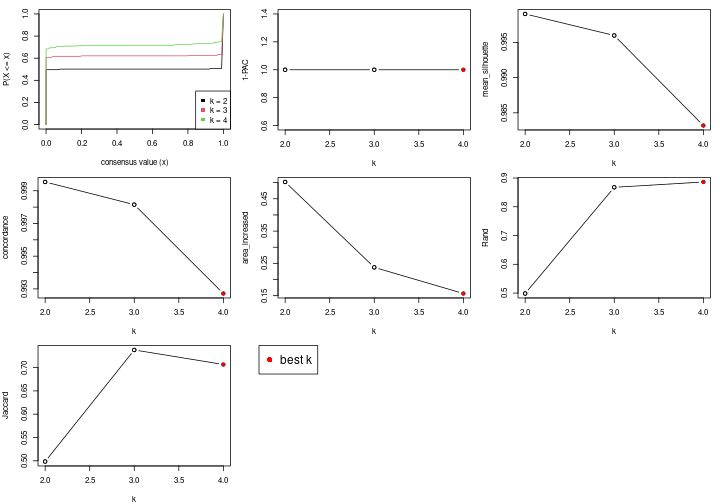 P(X <= x)
0.0 0.2 0.4 0.6 0.8 1.0
k = 2
k = 3
k = 4
0.0 0.2 0.4 0.6 0.8 1.0
consensus value (x)
1-PAC
0.6 0.8 1.0 1.2 1.4
2.0 2.5 3.0 3.5 4.0
k
mean_silhouette
0.985 0.990 0.995
2.0 2.5 3.0 3.5 4.0
k
concordance
0.993 0.995 0.997 0.999
2.0 2.5 3.0 3.5 4.0
k
area_increased
0.15 0.25 0.35 0.45
2.0 2.5 3.0 3.5 4.0
k
Rand
0.5 0.6 0.7 0.8 0.9
2.0 2.5 3.0 3.5 4.0
k
Jaccard
0.50 0.55 0.60 0.65 0.70
2.0 2.5 3.0 3.5 4.0
k
best k